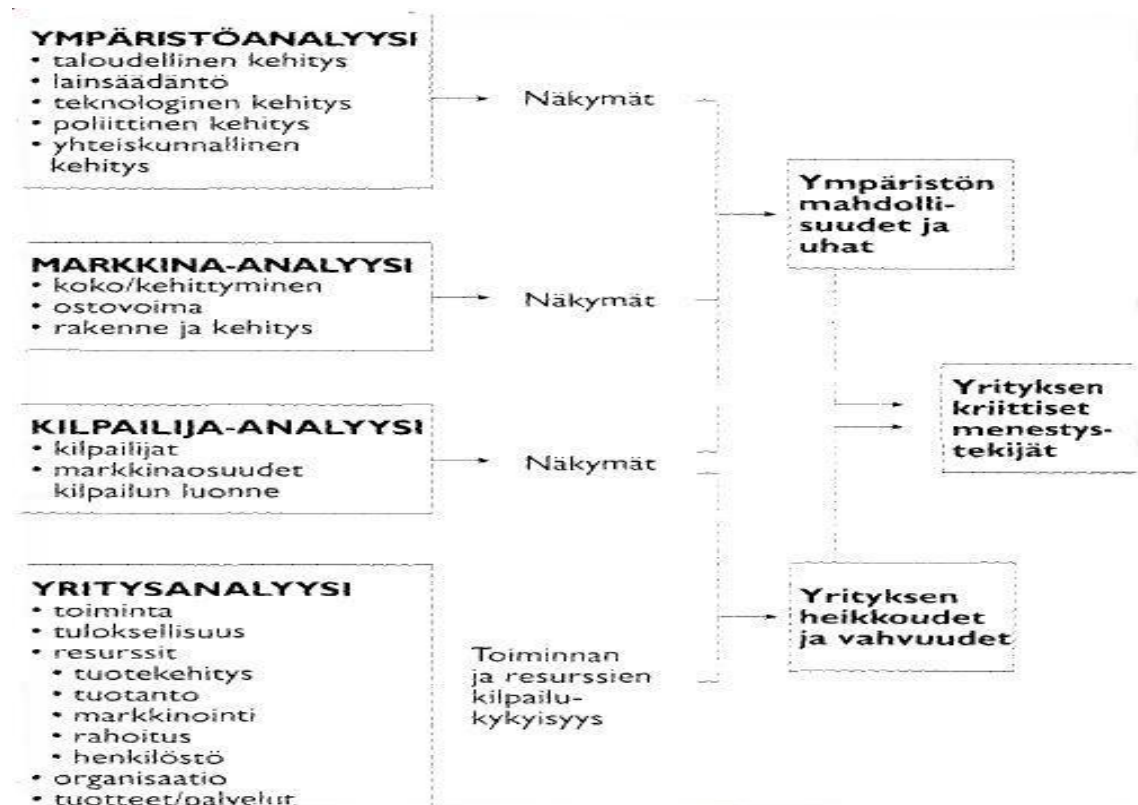 YMPÄRISTÖANALYYSI
• taloudellinen kehitys
• lainsäädäntö
• teknologinen kehitys
• poliittinen kehitys
• yhteiskunnallinen
kehitys
Näkymät
Ympäristön
mahdolli-
suudet ja
uhat
MARKKINA-ANALYYSI
• koko/kehittyminen
• ostovoima
• rakenne ja kehitys
Näkymät
Yrityksen
kriittiset
menestys-
tekijät
KILPAILIJA-ANALYYSI
• kilpailijat
• markkinaosuudet
kilpailun luonne
Näkymät
YRITYSANALYYSI
• toiminta
• tuloksellisuus
• resurssit
• tuotekehitys
• tuotanto
• markkinointi
• rahoitus
• henkilöstö
• organisaatio
• tuotteet/palvelut
Toiminnan
ja resurssien
kilpailu-
kykyisyys
Yrityksen
heikkoudet
ja vahvuudet